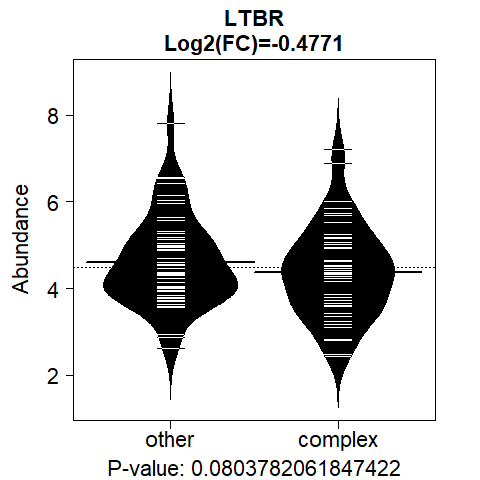 LTBR
Log2(FC)=-0.4771
Abundance
8
6
4
2
other
complex
P-value: 0.0803782061847422